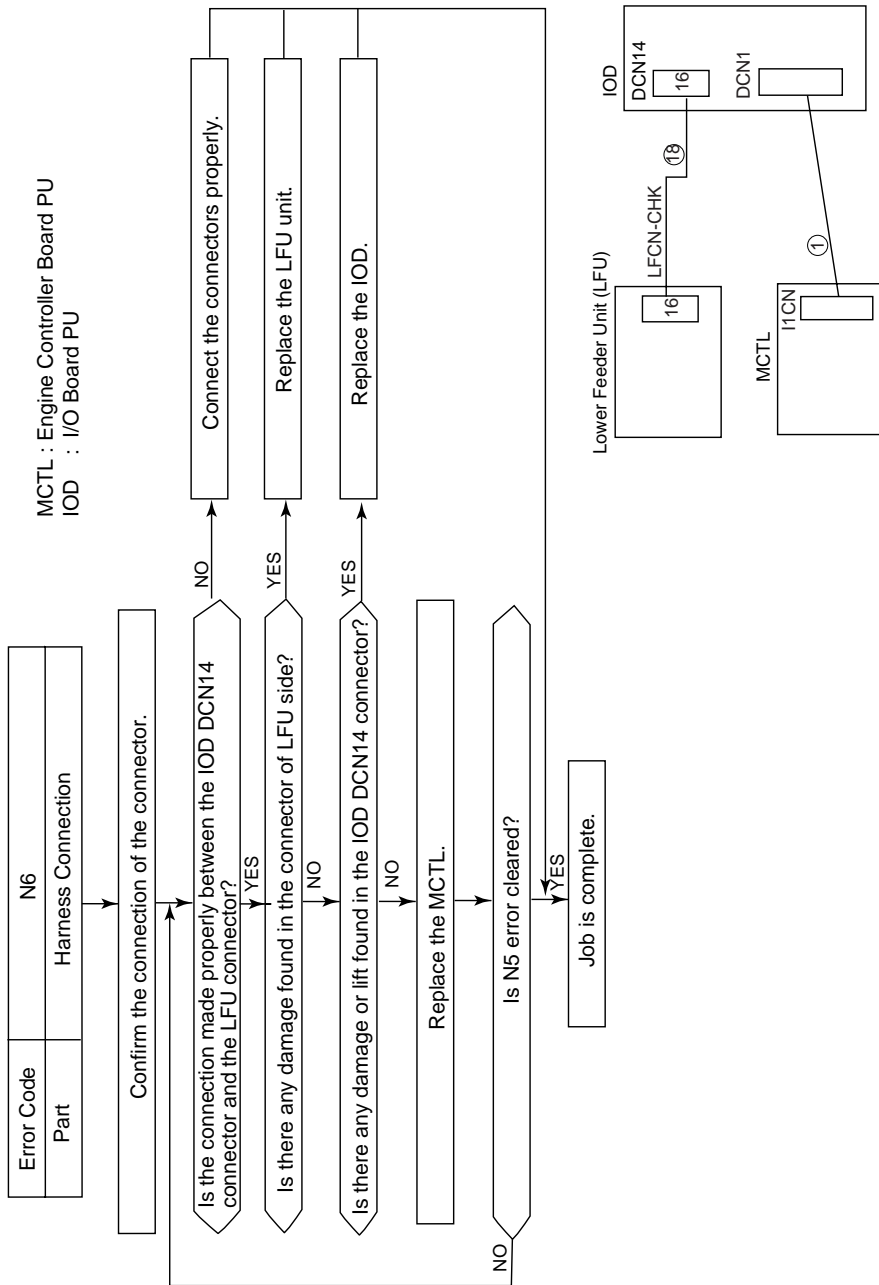 Error Code
N6
Part
Harness Connection
MCTL : Engine Controller Board PU
IOD : I/O Board PU
Confirm the connection of the connector.
Is the connection made properly between the IOD DCN14
connector and the LFU connector?
NO
Connect the connectors properly.
YES
Is there any damage found in the connector of LFU side?
YES
Replace the LFU unit.
NO
Is there any damage or lift found in the IOD DCN14 connector?
YES
Replace the IOD.
NO
Replace the MCTL.
Is N5 error cleared?
NO
YES
Job is complete.
Lower Feeder Unit (LFU)
16
LFCN-CHK
18
IOD
DCN14
16
DCN1
MCTL
I1CN
1